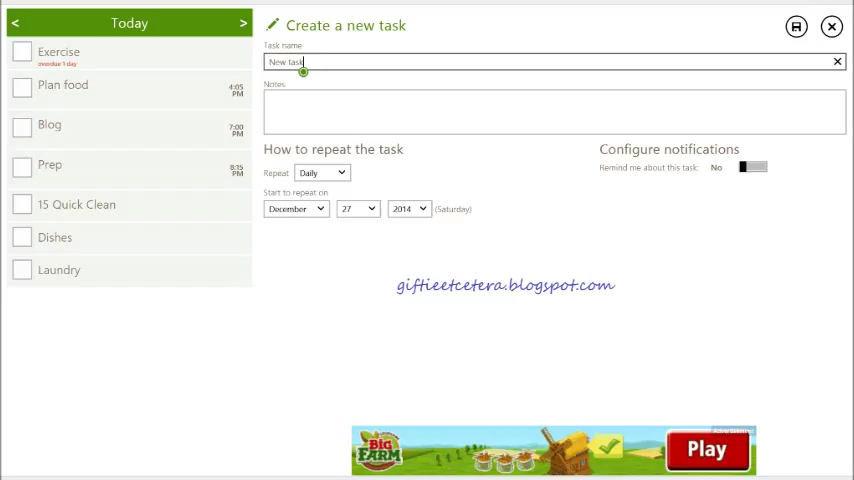 < Today >
Exercise
overdue 1 day
Plan food
4:05 PM
Blog
7:00 PM
Prep
8:15 PM
15 Quick Clean
Dishes
Laundry
Create a new task
Task name
New task
Notes
How to repeat the task
Repeat Daily
Start to repeat on
December 27 2014 (Saturday)
Configure notifications
Remind me about this task: No
giftieetcetera.blogspot.com
BIG FARM
Play